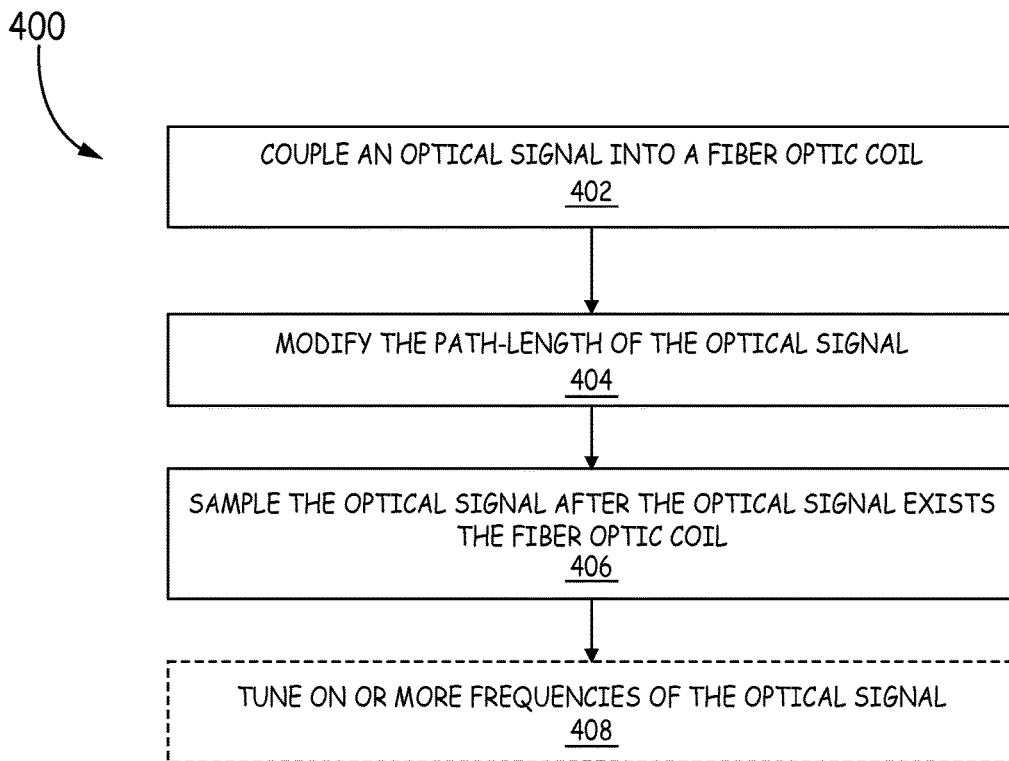 400
COUPLE AN OPTICAL SIGNAL INTO A FIBER OPTIC COIL
402
MODIFY THE PATH-LENGTH OF THE OPTICAL SIGNAL
404
SAMPLE THE OPTICAL SIGNAL AFTER THE OPTICAL SIGNAL EXISTS
THE FIBER OPTIC COIL
406
TUNE ON OR MORE FREQUENCIES OF THE OPTICAL SIGNAL
408